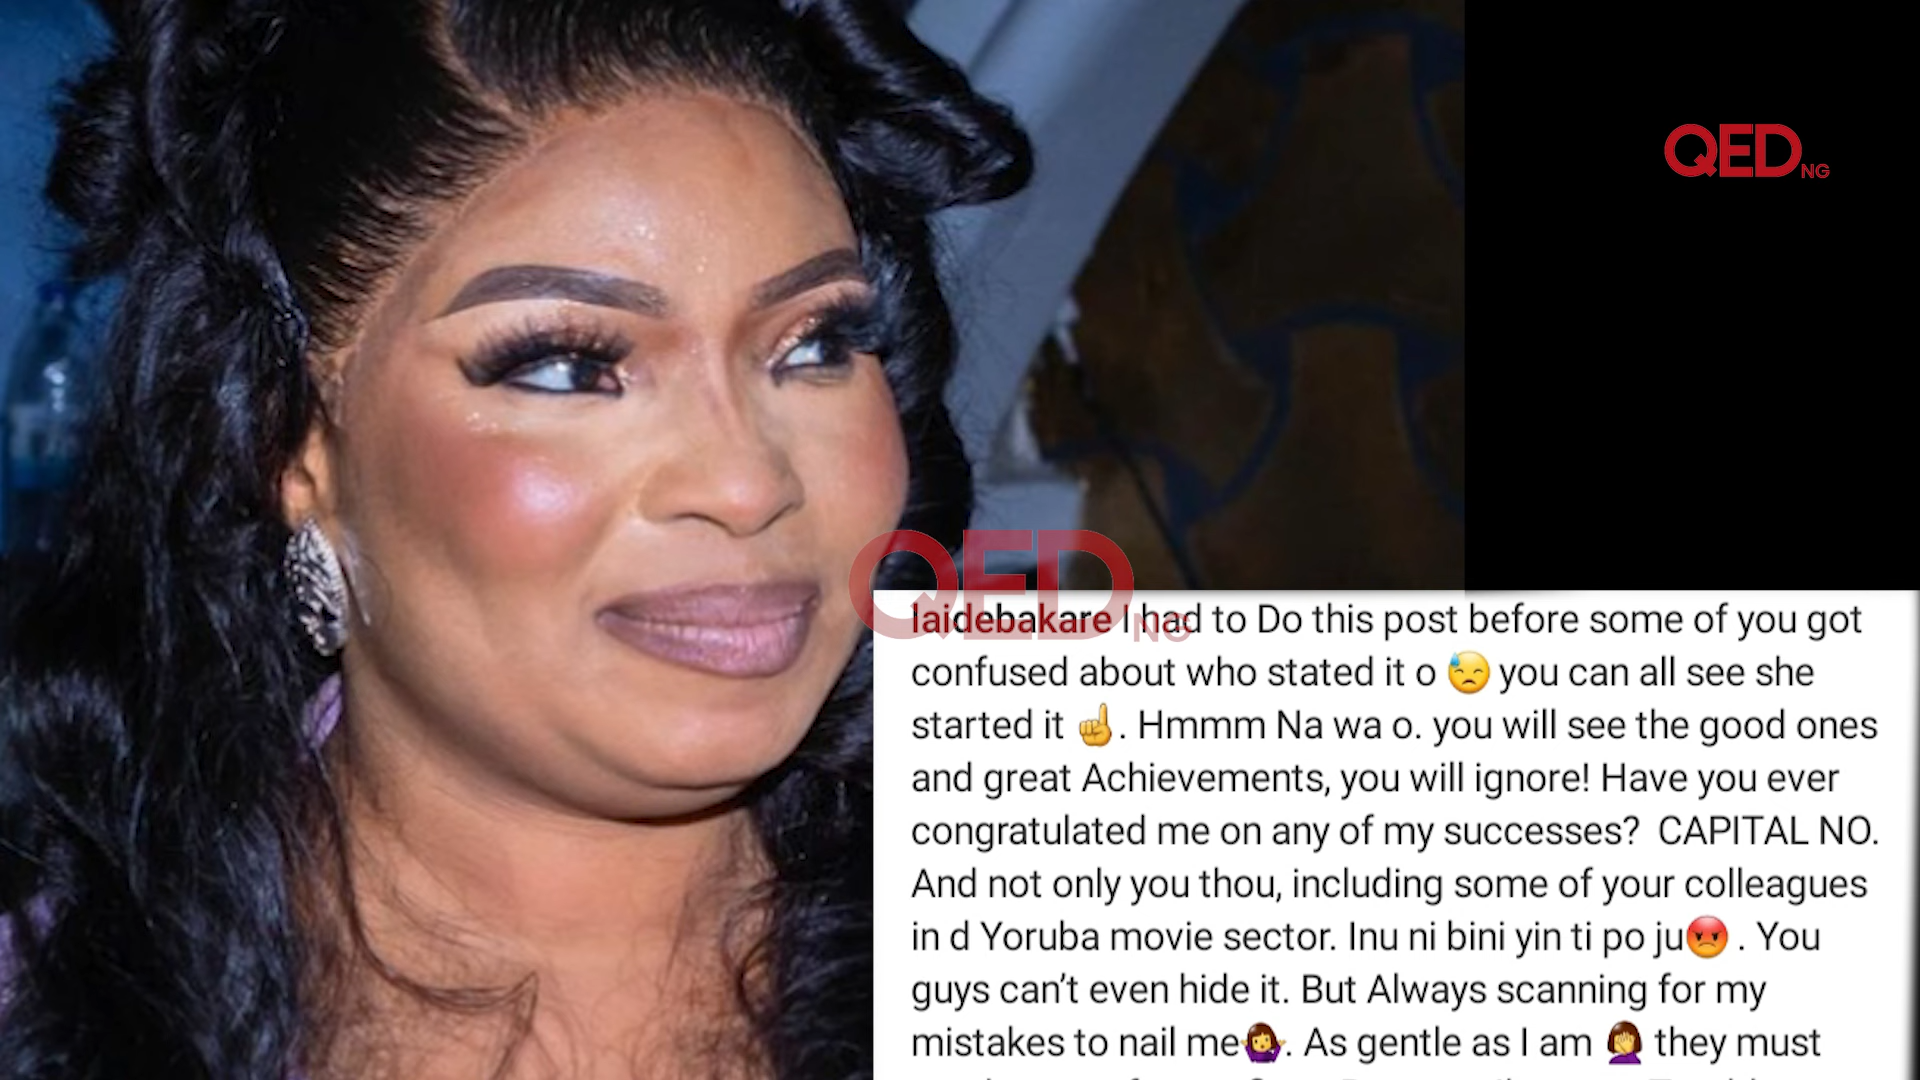 QED NG
QED NG
laidebakare I had to Do this post before some of you got
confused about who stated it o 😓 you can all see she
started it ☝️. Hmmm Na wa o. you will see the good ones
and great Achievements, you will ignore! Have you ever
congratulated me on any of my successes?  CAPITAL NO.
And not only you thou, including some of your colleagues
in d Yoruba movie sector. Inu ni bini yin ti po ju😡 . You
guys can’t even hide it. But Always scanning for my
mistakes to nail me🤷‍♀️. As gentle as I am 🤦‍♀️ they must